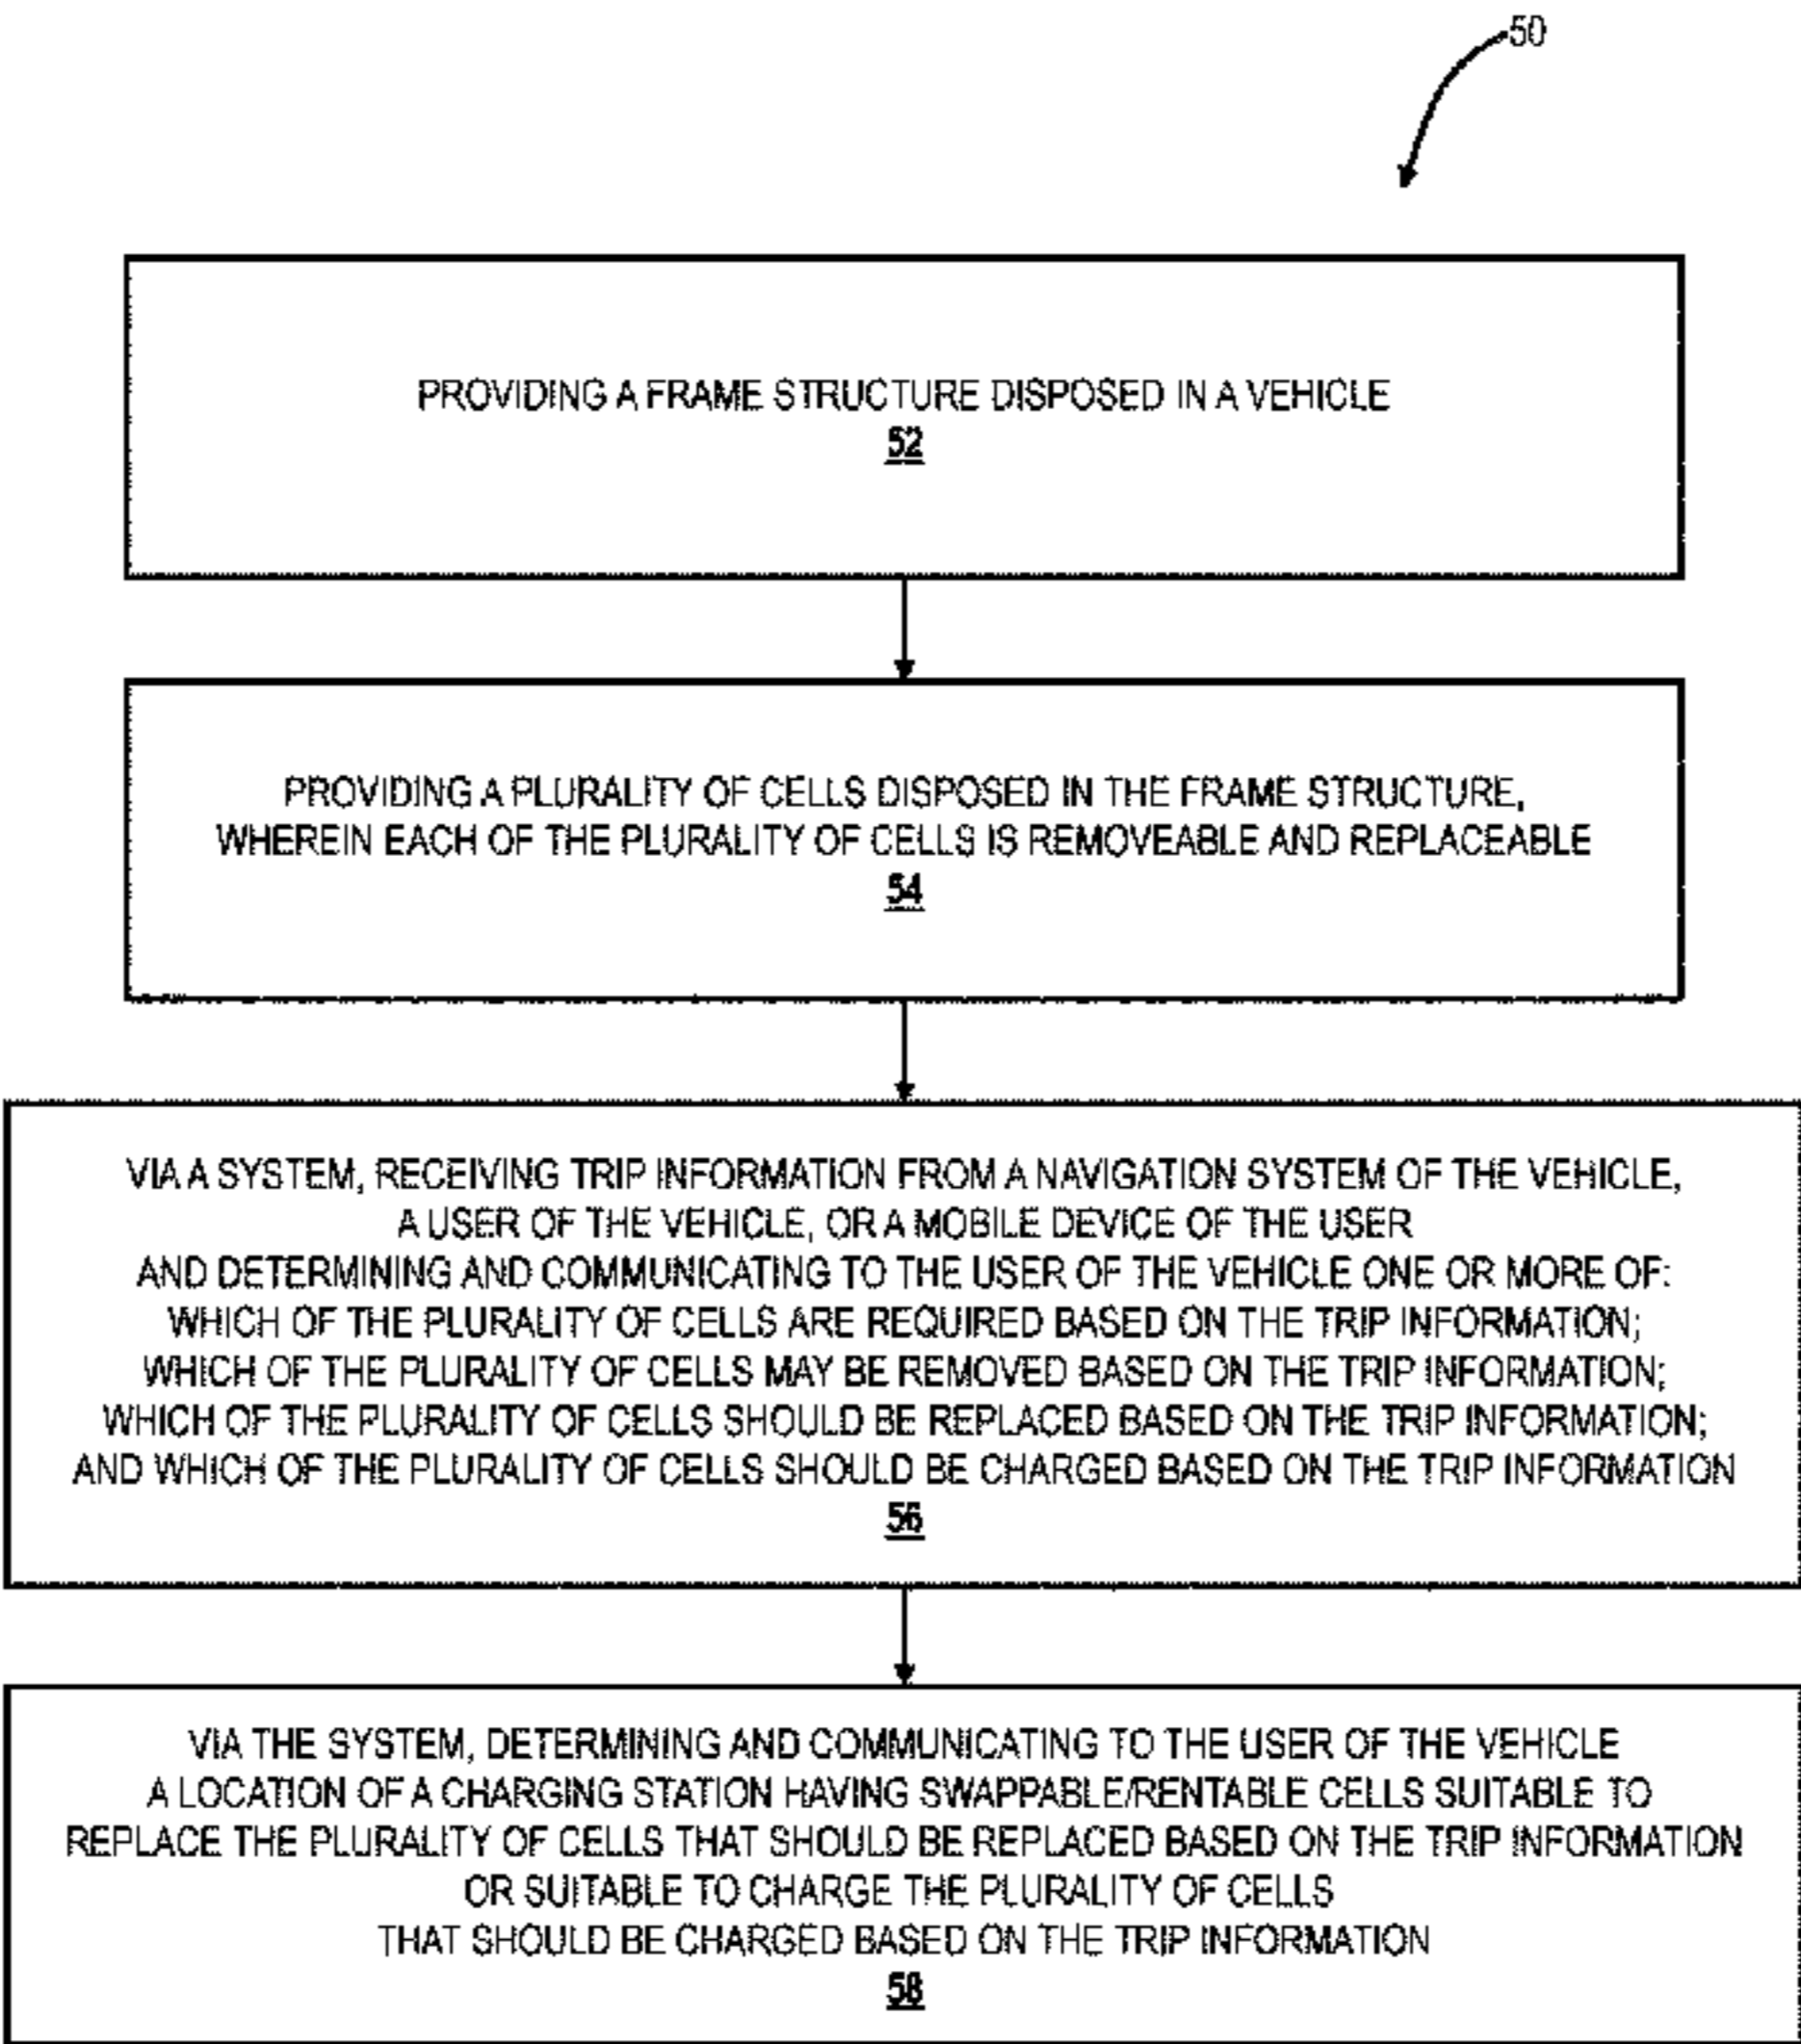 50
PROVIDING A FRAME STRUCTURE DISPOSED IN A VEHICLE
52
PROVIDING A PLURALITY OF CELLS DISPOSED IN THE FRAME STRUCTURE,
WHEREIN EACH OF THE PLURALITY OF CELLS IS REMOVEABLE AND REPLACEABLE
54
VIA A SYSTEM, RECEIVING TRIP INFORMATION FROM A NAVIGATION SYSTEM OF THE VEHICLE,
A USER OF THE VEHICLE, OR A MOBILE DEVICE OF THE USER
AND DETERMINING AND COMMUNICATING TO THE USER OF THE VEHICLE ONE OR MORE OF:
WHICH OF THE PLURALITY OF CELLS ARE REQUIRED BASED ON THE TRIP INFORMATION;
WHICH OF THE PLURALITY OF CELLS MAY BE REMOVED BASED ON THE TRIP INFORMATION;
WHICH OF THE PLURALITY OF CELLS SHOULD BE REPLACED BASED ON THE TRIP INFORMATION;
AND WHICH OF THE PLURALITY OF CELLS SHOULD BE CHARGED BASED ON THE TRIP INFORMATION
56
VIA THE SYSTEM, DETERMINING AND COMMUNICATING TO THE USER OF THE VEHICLE
A LOCATION OF A CHARGING STATION HAVING SWAPPABLE/RENTABLE CELLS SUITABLE TO
REPLACE THE PLURALITY OF CELLS THAT SHOULD BE REPLACED BASED ON THE TRIP INFORMATION
OR SUITABLE TO CHARGE THE PLURALITY OF CELLS
THAT SHOULD BE CHARGED BASED ON THE TRIP INFORMATION
58